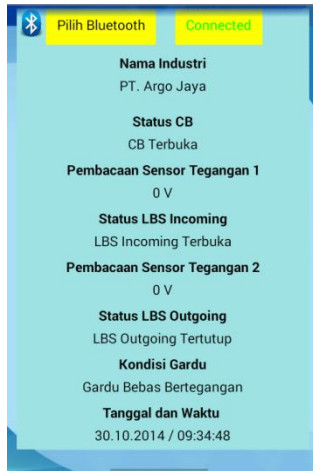 Pilih Bluetooth
Connected
Nama Industri
PT. Argo Jaya
Status CB
CB Terbuka
Pembacaan Sensor Tegangan 1
0 V
Status LBS Incoming
LBS Incoming Terbuka
Pembacaan Sensor Tegangan 2
0 V
Status LBS Outgoing
LBS Outgoing Tertutup
Kondisi Gardu
Gardu Bebas Bertegangan
Tanggal dan Waktu
30.10.2014 / 09:34:48